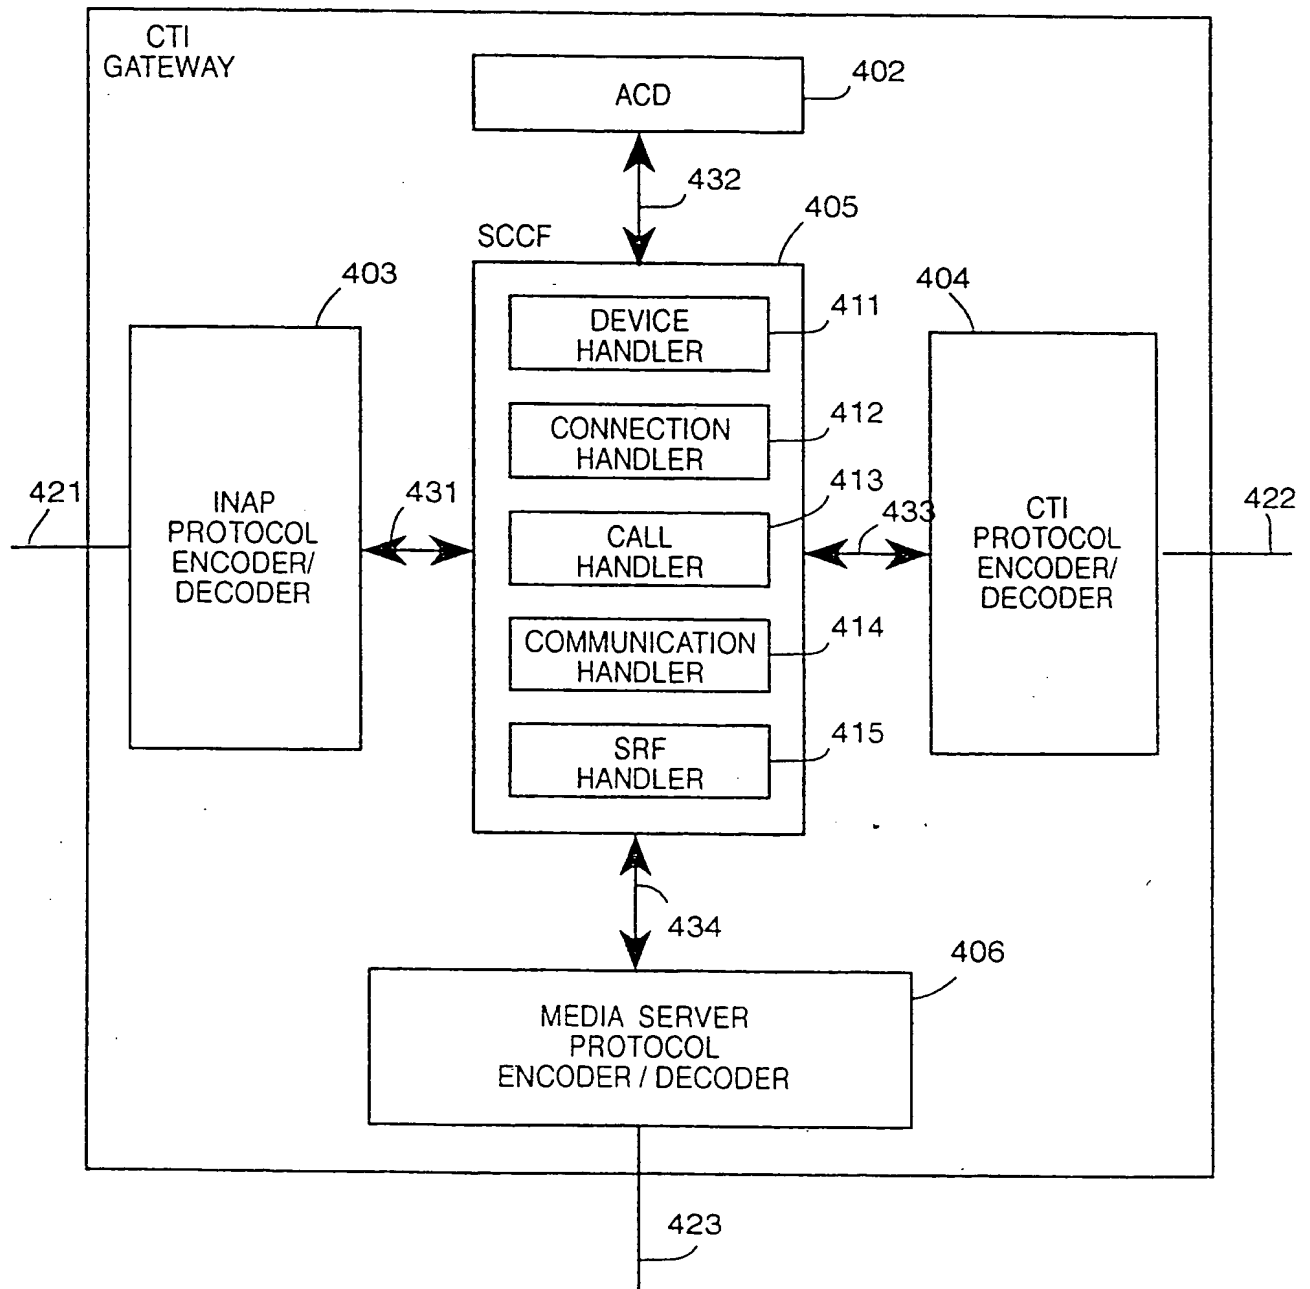 CTI
GATEWAY
ACD
402
432
405
SCCF
403
404
DEVICE
HANDLER
411
CONNECTION
HANDLER
412
413
421
INAP
PROTOCOL
ENCODER/
DECODER
431
CALL
HANDLER
433
CTI
PROTOCOL
ENCODER/
DECODER
422
COMMUNICATION
HANDLER
414
SRF
HANDLER
415
434
406
MEDIA SERVER
PROTOCOL
ENCODER / DECODER
423